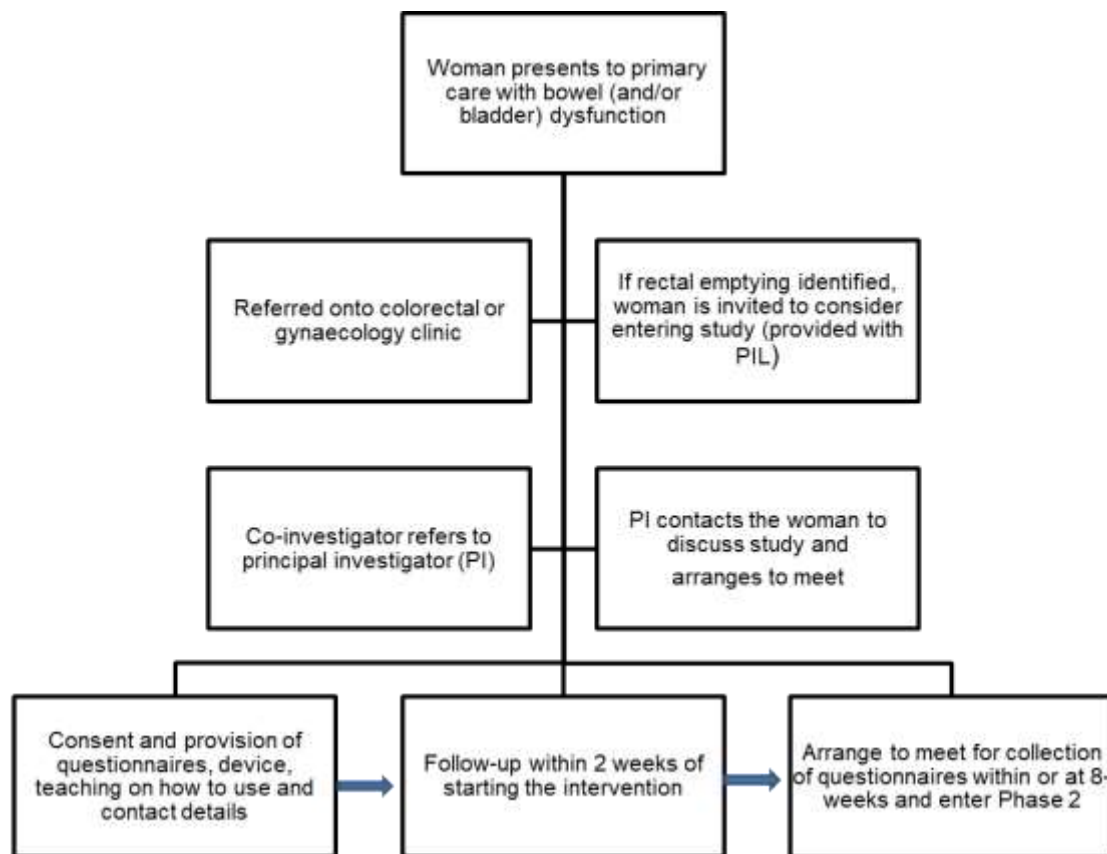 Woman presents to primary
care with bowel (and/or
bladder) dysfunction
Referred onto colorectal or
gynaecology clinic
If rectal emptying identified,
woman is invited to consider
entering study (provided with
PIL)
Co-investigator refers to
principal investigator (PI)
PI contacts the woman to
discuss study and
arranges to meet
Consent and provision of
questionnaires, device,
teaching on how to use and
contact details
Follow-up within 2 weeks of
starting the intervention
Arrange to meet for collection
of questionnaires within or at 8-
weeks and enter Phase 2